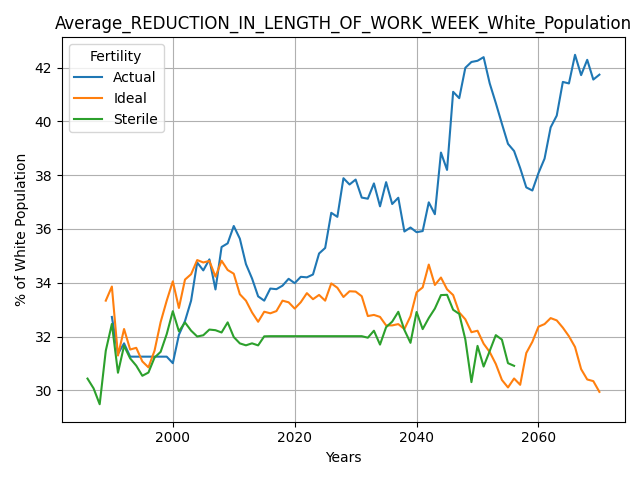 Average_REDUCTION_IN_LENGTH_OF_WORK_WEEK_White_Population
Fertility
Actual
Ideal
Sterile
% of White Population
42
40
38
36
34
32
30
2000
2020
2040
2060
Years